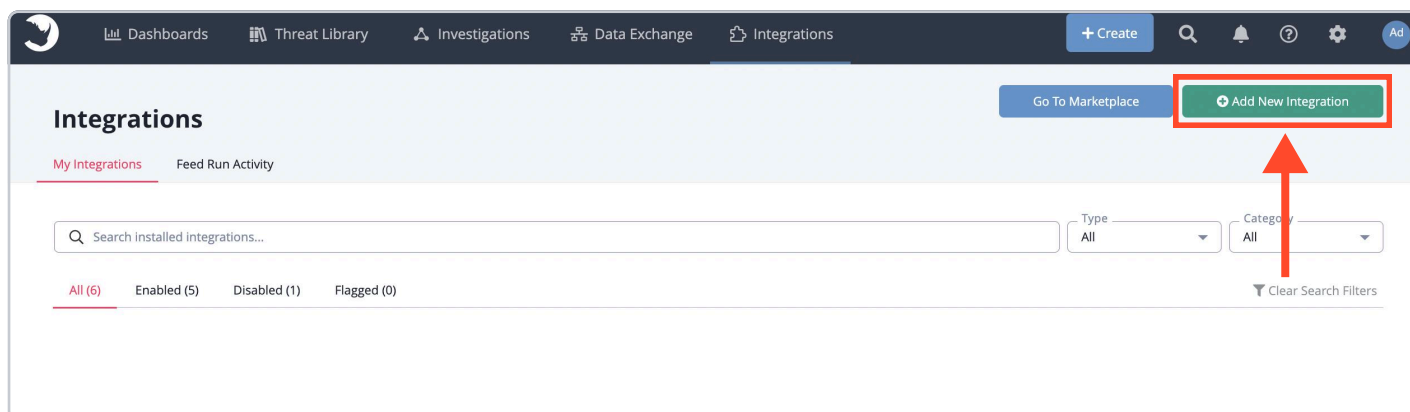 Dashboards Threat Library Investigations Data Exchange Integrations + Create Ad
Go To Marketplace Add New Integration
Integrations
My Integrations Feed Run Activity
Type Category
Search installed integrations... All All
All (6) Enabled (5) Disabled (1) Flagged (0) Clear Search Filters